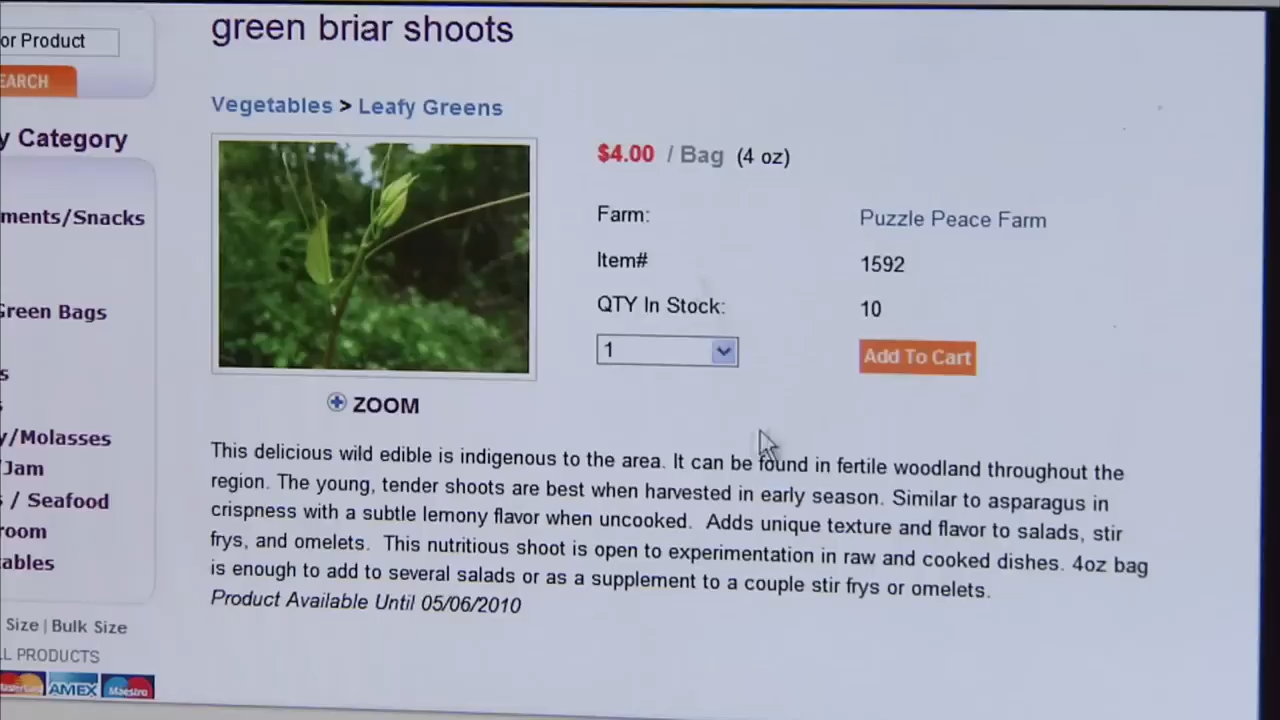 green briar shoots
or Product
EARCH
Vegetables > Leafy Greens
y Category
$4.00 / Bag (4 oz)
ments/Snacks
Farm: Puzzle Peace Farm
Item# 1592
Green Bags
QTY In Stock: 10
1
Add To Cart
s
ZOOM
y/Molasses
/Jam
s / Seafood
room
ables
This delicious wild edible is indigenous to the area. It can be found in fertile woodland throughout the
region. The young, tender shoots are best when harvested in early season. Similar to asparagus in
crispness with a subtle lemony flavor when uncooked. Adds unique texture and flavor to salads, stir
frys, and omelets. This nutritious shoot is open to experimentation in raw and cooked dishes. 4oz bag
is enough to add to several salads or as a supplement to a couple stir frys or omelets.
Product Available Until 05/06/2010
Size | Bulk Size
LL PRODUCTS
MasterCard AMEX Maestro